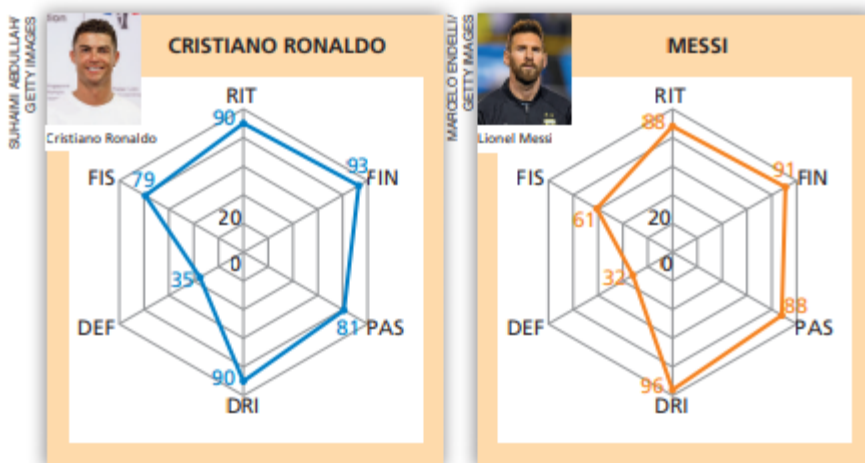 SUHAIMI ABDULLAH/
GETTY IMAGES
CRISTIANO RONALDO
Cristiano Ronaldo
RIT
90
93
FIN
FIS
79
20
0
35
DEF
81
PAS
90
DRI
MARCELO ENDELLI/
GETTY IMAGES
MESSI
Lionel Messi
RIT
88
91
FIN
FIS
61
20
0
32
DEF
88
PAS
96
DRI